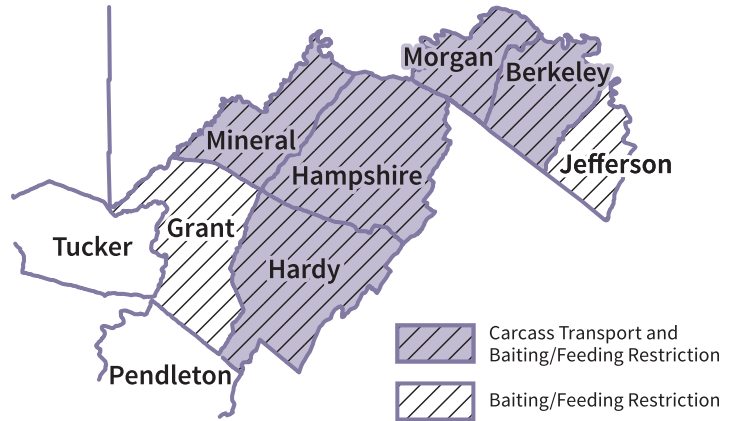 Morgan
Berkeley
Mineral
Jefferson
Hampshire
Grant
Tucker
Hardy
Pendleton
Carcass Transport and
Baiting/Feeding Restriction
Baiting/Feeding Restriction